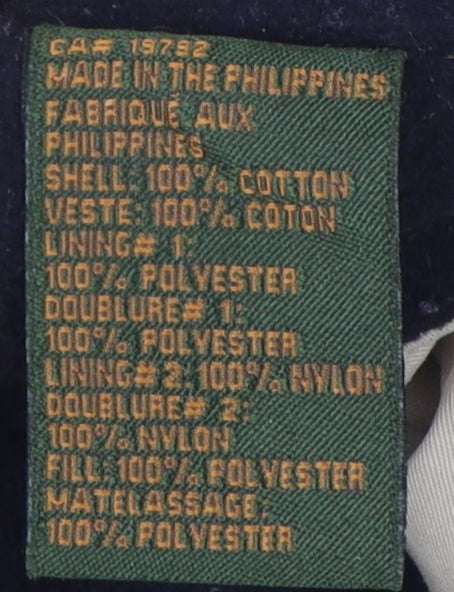 CA# 19792
MADE IN THE PHILIPPINES
FABRIQUÉ AUX
PHILIPPINES
SHELL: 100% COTTON
VESTE: 100% COTON
LINING# 1:
100% POLYESTER
DOUBLURE# 1:
100% POLYESTER
LINING# 2: 100% NYLON
DOUBLURE# 2:
100% NYLON
FILL: 100% POLYESTER
MATELASSAGE:
100% POLYESTER